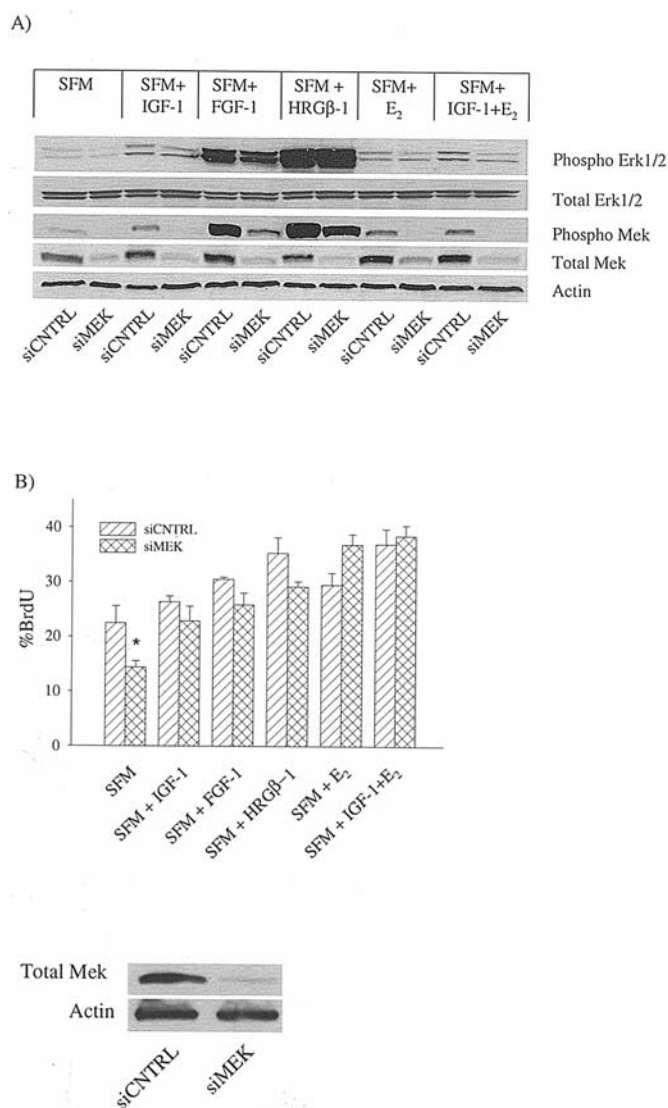 A)
SFM SFM+ SFM+ SFM + SFM+ SFM+
IGF-1 FGF-1 HRGβ-1 E₂ IGF-1+E₂
Phospho Erk1/2
Total Erk1/2
Phospho Mek
Total Mek
Actin
siCNTRL siMEK siCNTRL siMEK siCNTRL siMEK siCNTRL siMEK siCNTRL siMEK siCNTRL siMEK
B)
siCNTRL
siMEK
%BrdU
40
30
20
10
0
*
SFM
SFM + IGF-1
SFM + FGF-1
SFM + HRGβ-1
SFM + E₂
SFM + IGF-1+E₂
Total Mek
Actin
siCNTRL siMEK